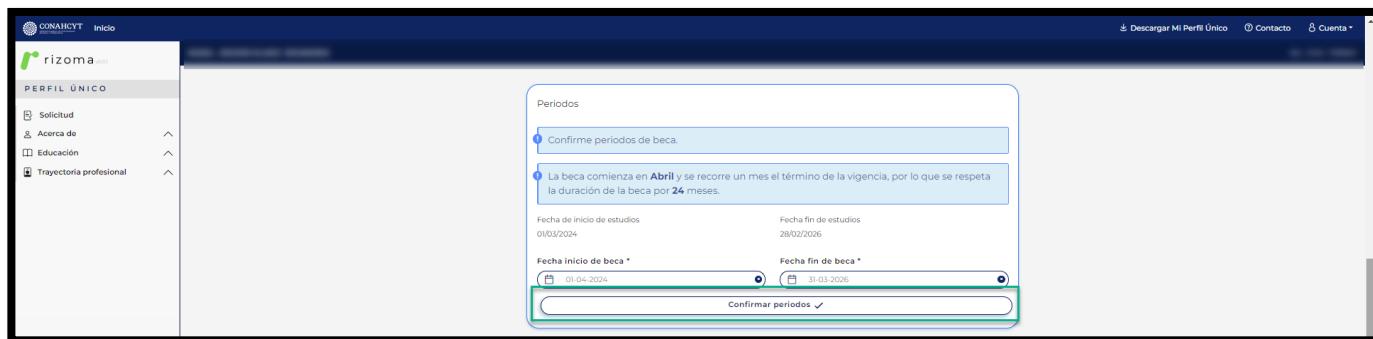 CONAHCYT Inicio Descargar Mi Perfil Único Contacto Cuenta
rizoma
PERFIL ÚNICO
Solicitud
Acerca de
Educación
Trayectoria profesional
Periodos
Confirme periodos de beca.
La beca comienza en Abril y se recorre un mes el término de la vigencia, por lo que se respeta
la duración de la beca por 24 meses.
Fecha de inicio de estudios Fecha fin de estudios
01/03/2024 28/02/2026
Fecha inicio de beca * Fecha fin de beca *
01-04-2024 31-03-2026
Confirmar periodos